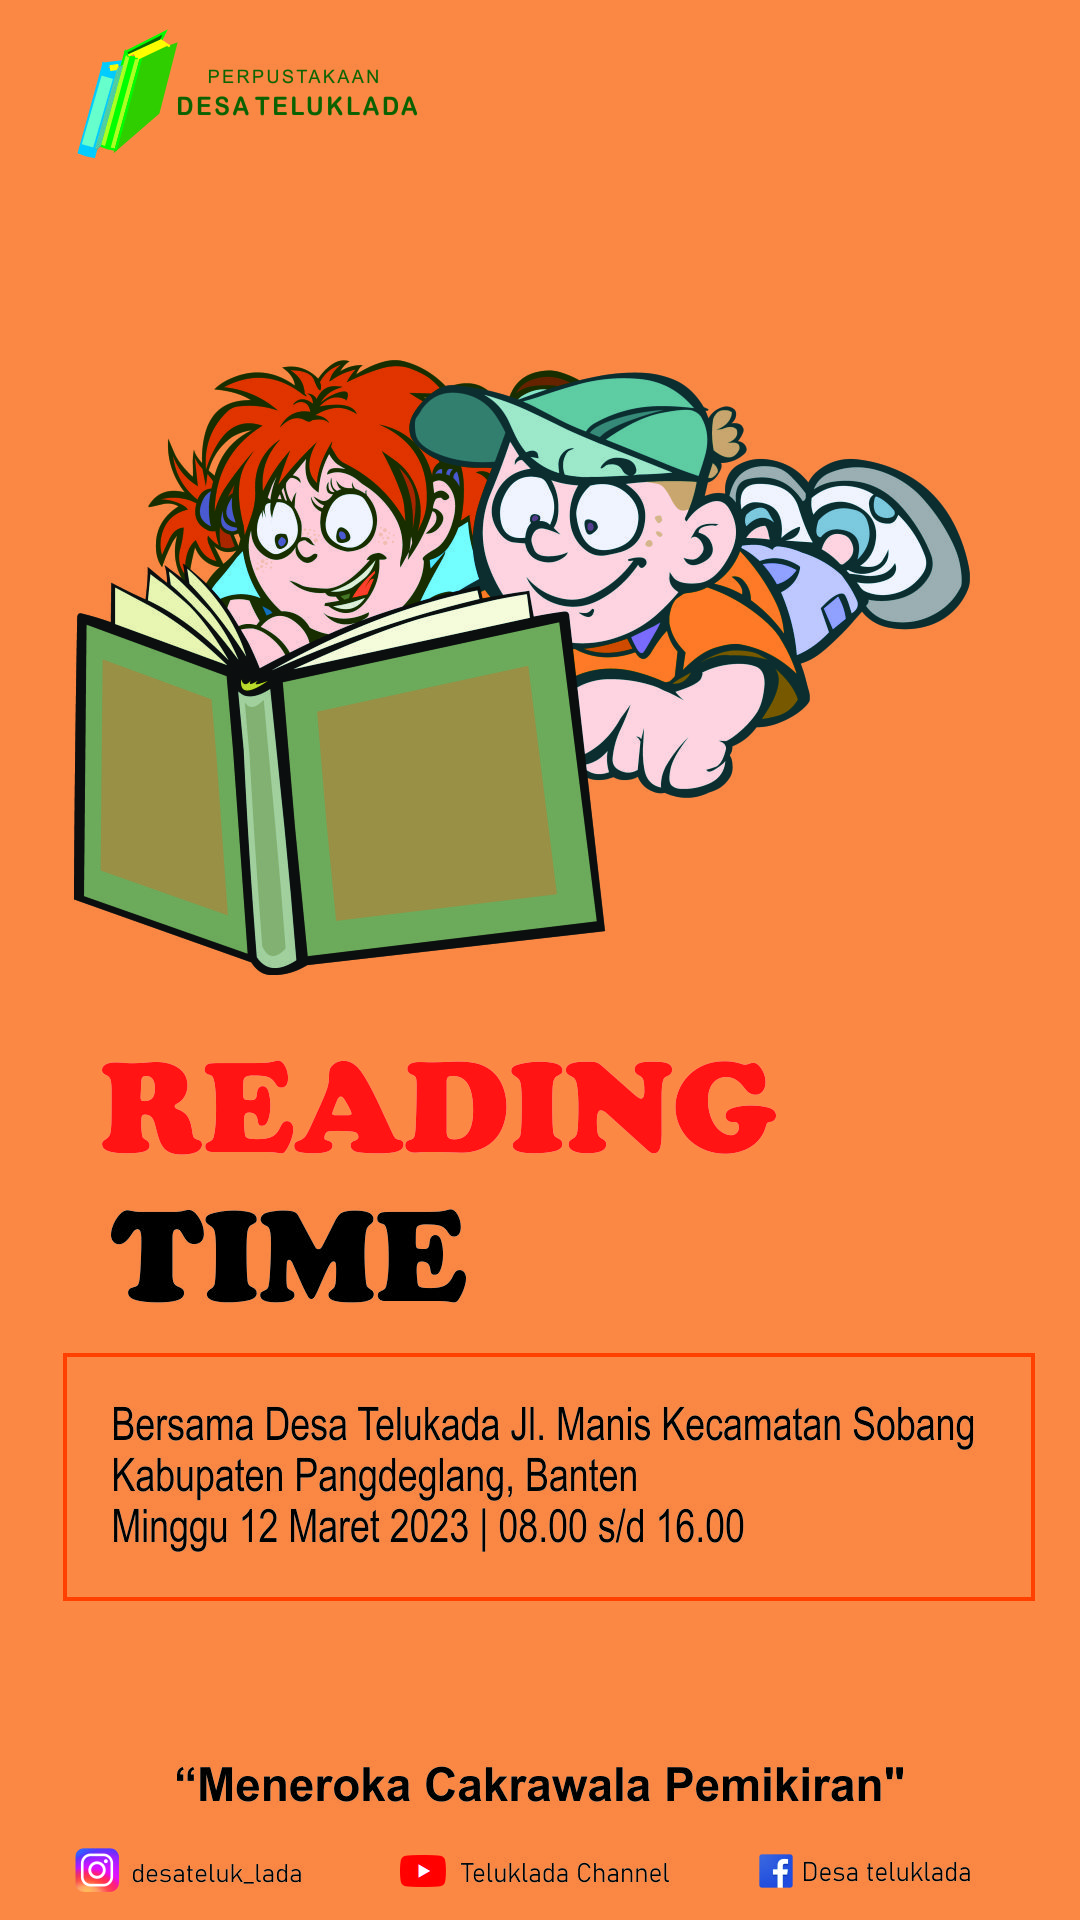 PERPUSTAKAAN
DESA TELUKLADA
READING
TIME
Bersama Desa Telukada Jl. Manis Kecamatan Sobang
Kabupaten Pangdeglang, Banten
Minggu 12 Maret 2023 | 08.00 s/d 16.00
“Meneroka Cakrawala Pemikiran"
desateluk_lada
Teluklada Channel
Desa teluklada